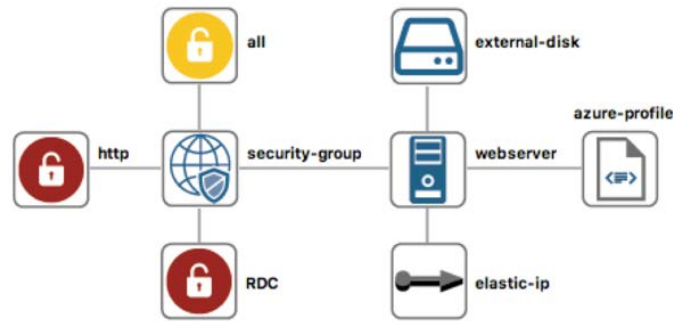 all
external-disk
azure-profile
http
security-group
webserver
RDC
elastic-ip